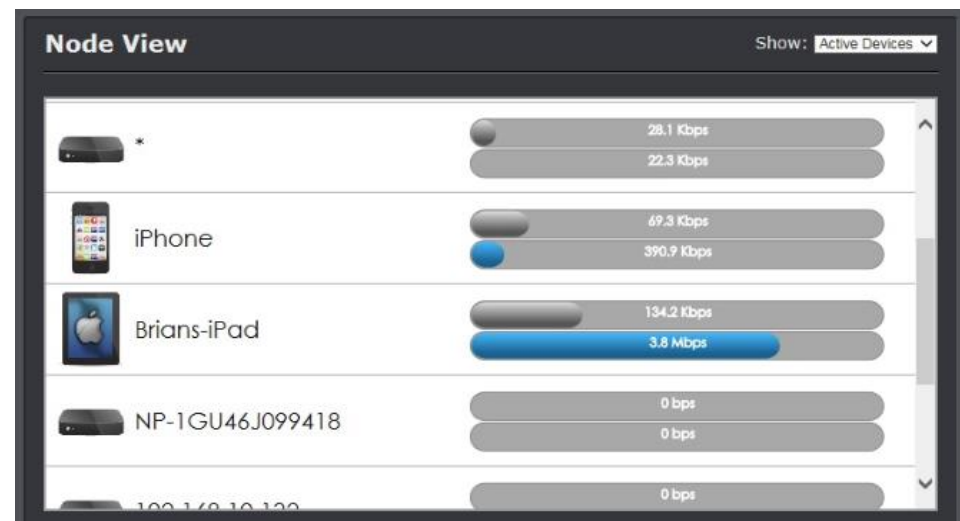 Node View
Show: Active Devices
*
28.1 Kbps
22.3 Kbps
iPhone
69.3 Kbps
390.9 Kbps
Brians-iPad
134.2 Kbps
3.8 Mbps
NP-1GU46J099418
0 bps
0 bps
0 bps